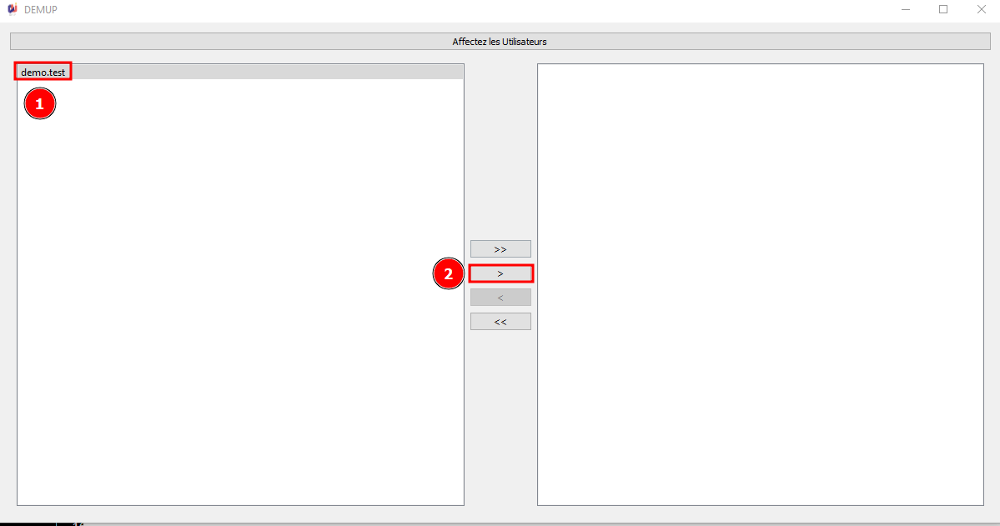 DEMUP
Affectez les Utilisateurs
demo.test
1
>>
2
>
<
<<